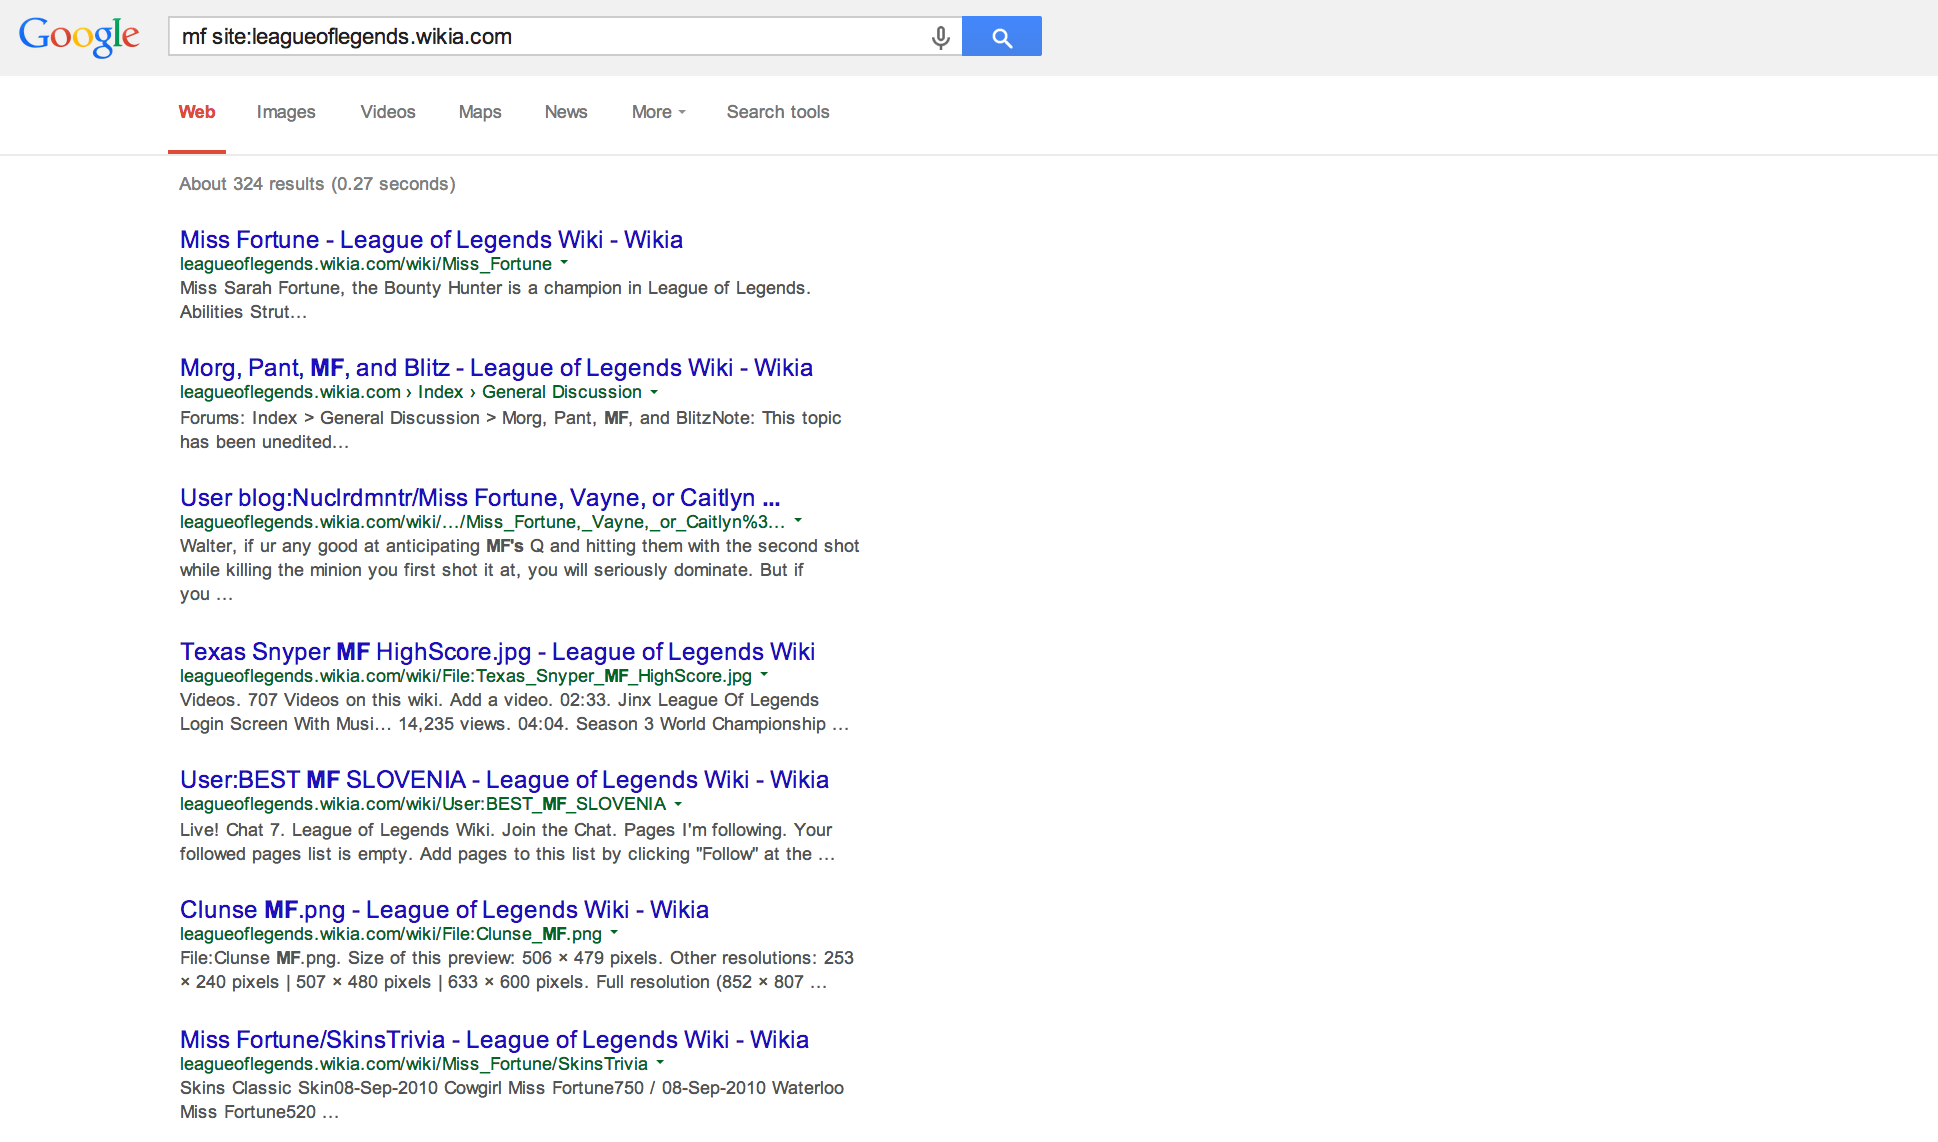 Google
mf site:leagueoflegends.wikia.com
Web Images Videos Maps News More Search tools
About 324 results (0.27 seconds)
Miss Fortune - League of Legends Wiki - Wikia
leagueoflegends.wikia.com/wiki/Miss_Fortune
Miss Sarah Fortune, the Bounty Hunter is a champion in League of Legends.
Abilities Strut...
Morg, Pant, MF, and Blitz - League of Legends Wiki - Wikia
leagueoflegends.wikia.com › Index › General Discussion
Forums: Index > General Discussion > Morg, Pant, MF, and BlitzNote: This topic
has been unedited...
User blog:Nuclrdmntr/Miss Fortune, Vayne, or Caitlyn ...
leagueoflegends.wikia.com/wiki/.../Miss_Fortune,_Vayne,_or_Caitlyn%3...
Walter, if ur any good at anticipating MF's Q and hitting them with the second shot
while killing the minion you first shot it at, you will seriously dominate. But if
you ...
Texas Snyper MF HighScore.jpg - League of Legends Wiki
leagueoflegends.wikia.com/wiki/File:Texas_Snyper_MF_HighScore.jpg
Videos. 707 Videos on this wiki. Add a video. 02:33. Jinx League Of Legends
Login Screen With Musi... 14,235 views. 04:04. Season 3 World Championship ...
User:BEST MF SLOVENIA - League of Legends Wiki - Wikia
leagueoflegends.wikia.com/wiki/User:BEST_MF_SLOVENIA
Live! Chat 7. League of Legends Wiki. Join the Chat. Pages I'm following. Your
followed pages list is empty. Add pages to this list by clicking "Follow" at the ...
Clunse MF.png - League of Legends Wiki - Wikia
leagueoflegends.wikia.com/wiki/File:Clunse_MF.png
File:Clunse MF.png. Size of this preview: 506 × 479 pixels. Other resolutions: 253
× 240 pixels | 507 × 480 pixels | 633 × 600 pixels. Full resolution (852 × 807 ...
Miss Fortune/SkinsTrivia - League of Legends Wiki - Wikia
leagueoflegends.wikia.com/wiki/Miss_Fortune/SkinsTrivia
Skins Classic Skin08-Sep-2010 Cowgirl Miss Fortune750 / 08-Sep-2010 Waterloo
Miss Fortune520 ...